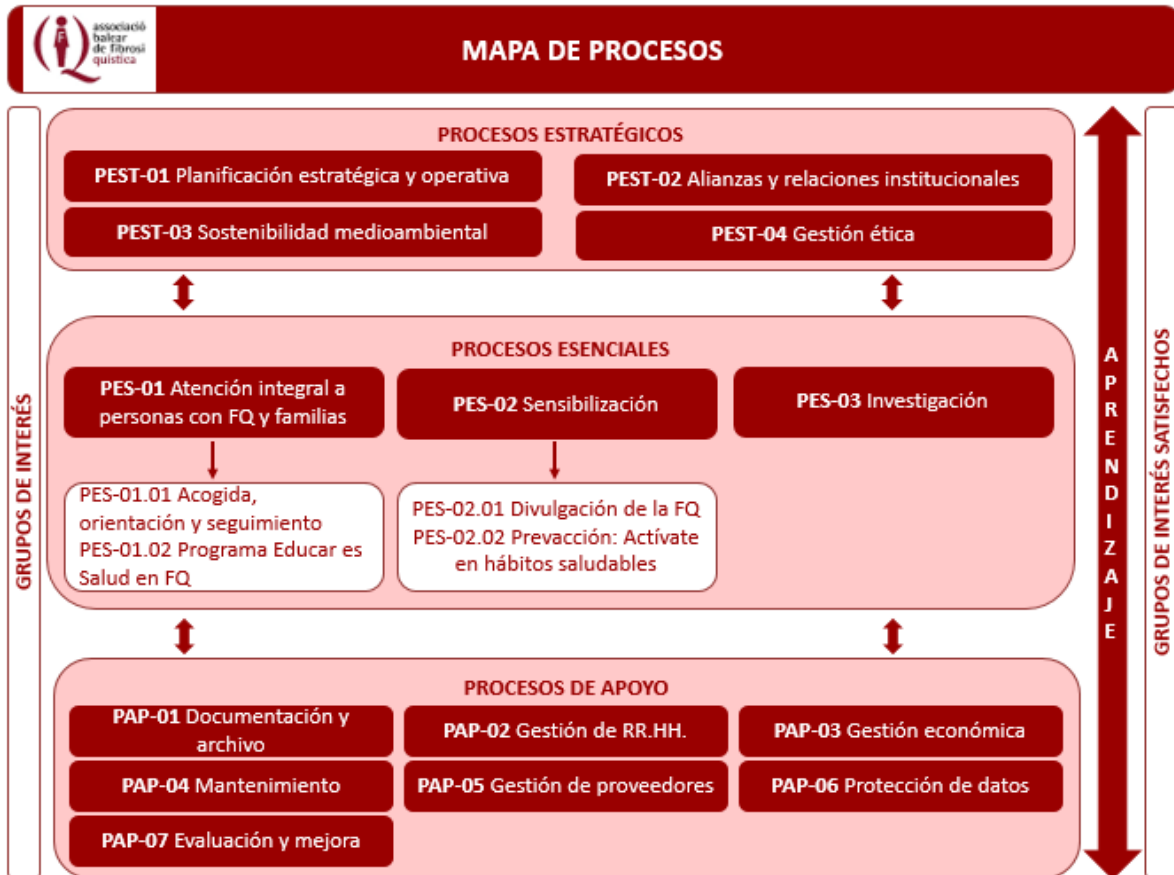 F
associació
balear
de fibrosi
quística
MAPA DE PROCESOS
GRUPOS DE INTERÉS
PROCESOS ESTRATÉGICOS
PEST-01 Planificación estratégica y operativa
PEST-02 Alianzas y relaciones institucionales
PEST-03 Sostenibilidad medioambiental
PEST-04 Gestión ética
PROCESOS ESENCIALES
PES-01 Atención integral a
personas con FQ y familias
PES-02 Sensibilización
PES-03 Investigación
PES-01.01 Acogida,
orientación y seguimiento
PES-01.02 Programa Educar es
Salud en FQ
PES-02.01 Divulgación de la FQ
PES-02.02 Prevacción: Actívate
en hábitos saludables
PROCESOS DE APOYO
PAP-01 Documentación y
archivo
PAP-02 Gestión de RR.HH.
PAP-03 Gestión económica
PAP-04 Mantenimiento
PAP-05 Gestión de proveedores
PAP-06 Protección de datos
PAP-07 Evaluación y mejora
APRENDIZAJE
GRUPOS DE INTERÉS SATISFECHOS